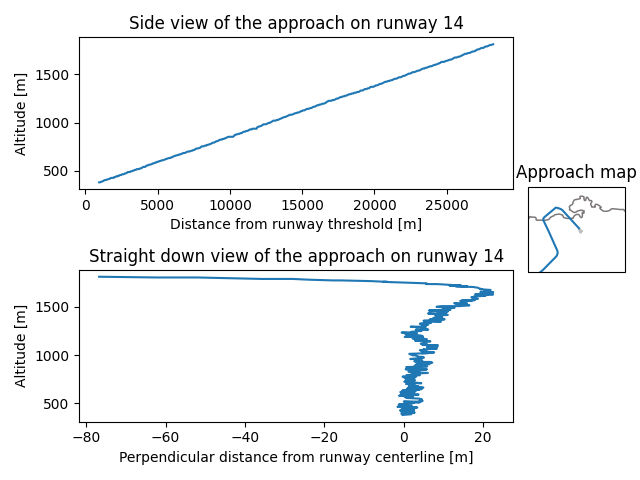 Side view of the approach on runway 14
Altitude [m]
1500
1000
500
0
5000
10000
15000
20000
25000
Distance from runway threshold [m]
Approach map
Straight down view of the approach on runway 14
Altitude [m]
1500
1000
500
−80
−60
−40
−20
0
20
Perpendicular distance from runway centerline [m]